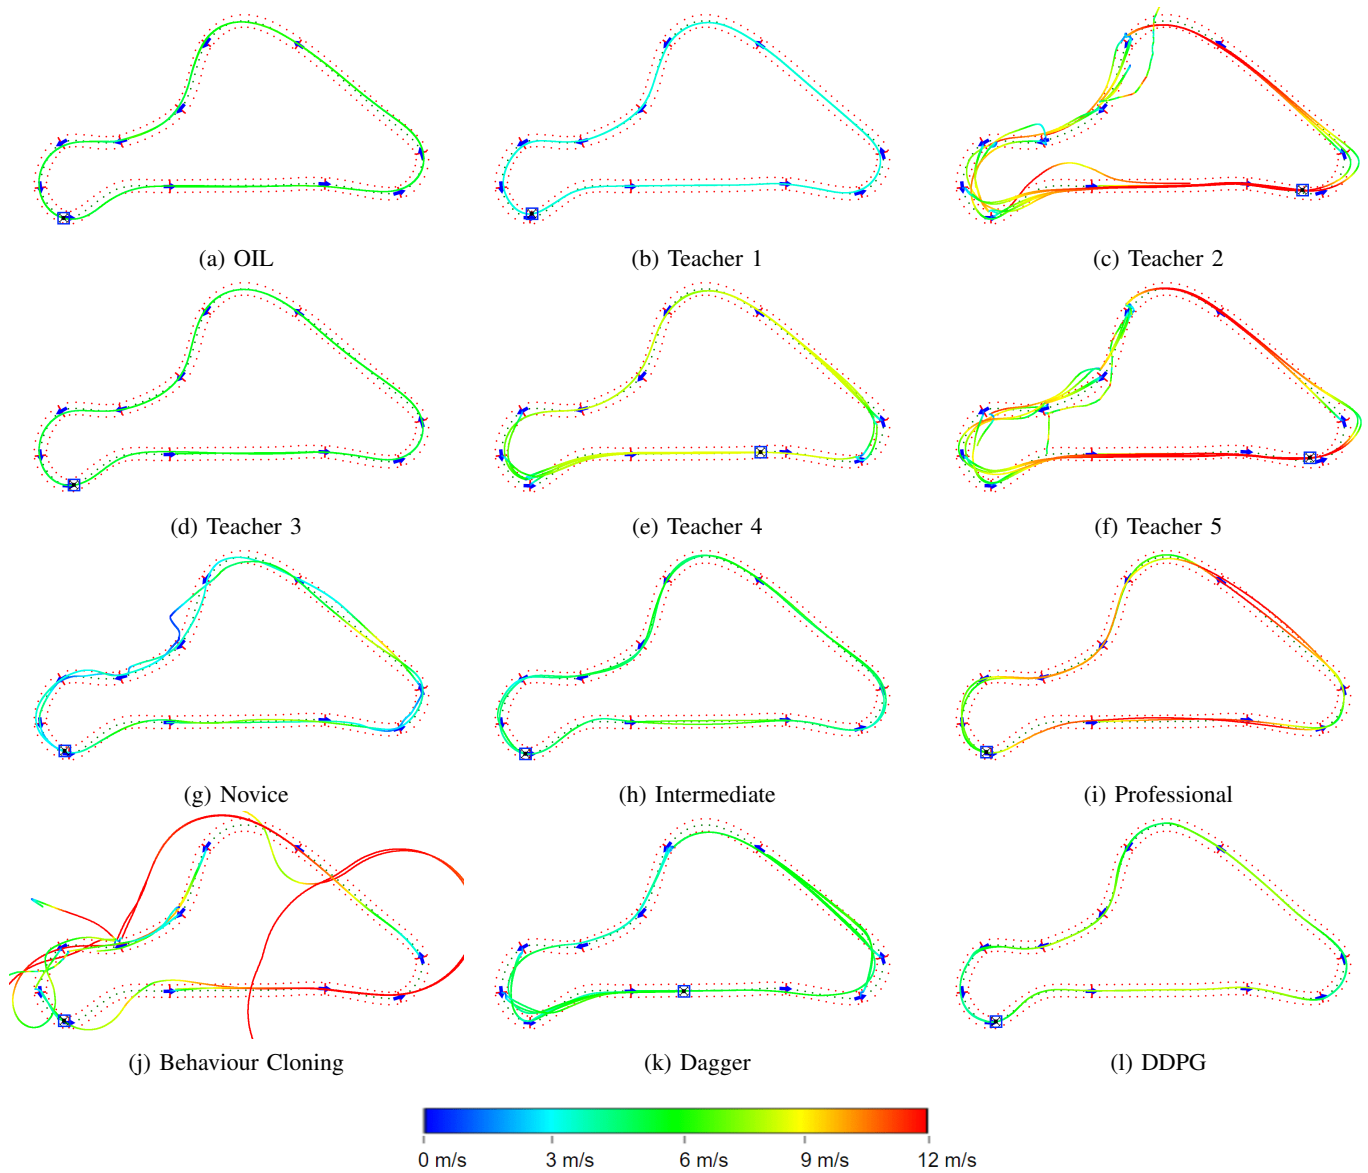 (a) OIL
(b) Teacher 1
(c) Teacher 2
(d) Teacher 3
(e) Teacher 4
(f) Teacher 5
(g) Novice
(h) Intermediate
(i) Professional
(j) Behaviour Cloning
(k) Dagger
(l) DDPG
0 m/s 3 m/s 6 m/s 9 m/s 12 m/s